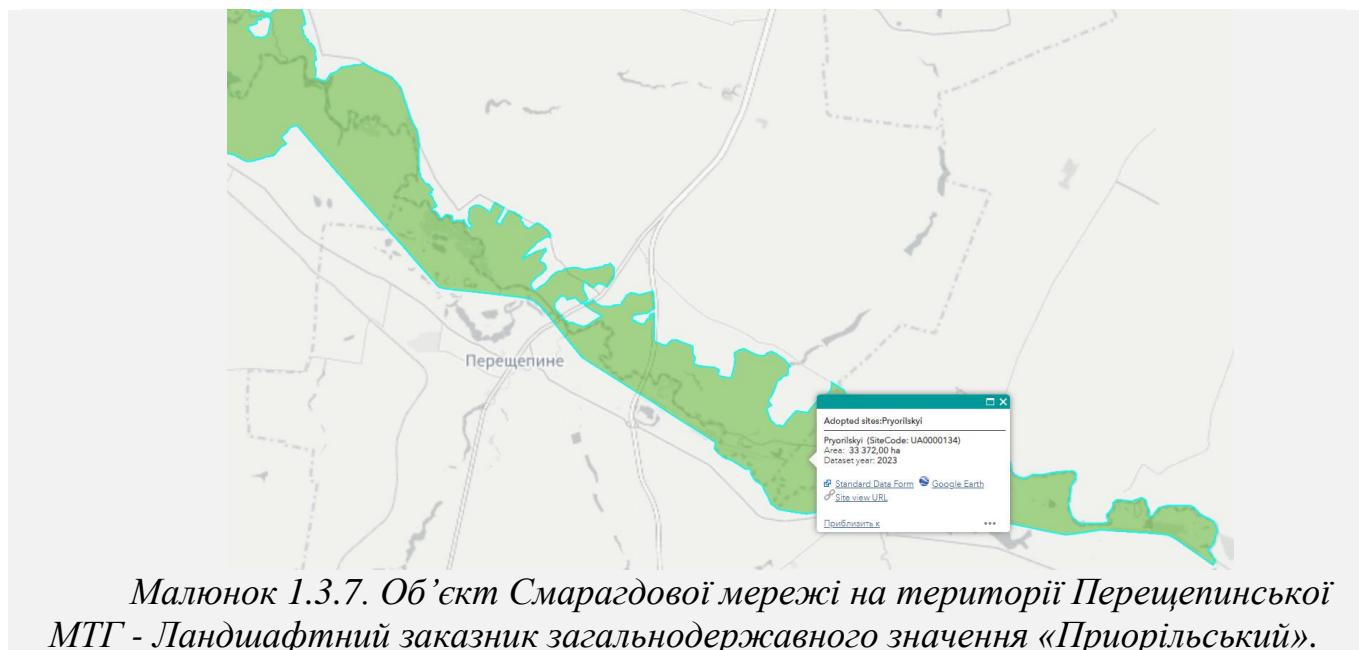 Перещепине
Adopted sites:Pryorilskyi
Pryorilskyi (SiteCode: UA0000134)
Area: 33 372,00 ha
Dataset year: 2023
Standard Data Form Google Earth
Site view URL
Приблизить к
Малюнок 1.3.7. Об’єкт Смарагдової мережі на території Перещепинської
МТГ - Ландшафтний заказник загальнодержавного значення «Приорільський».